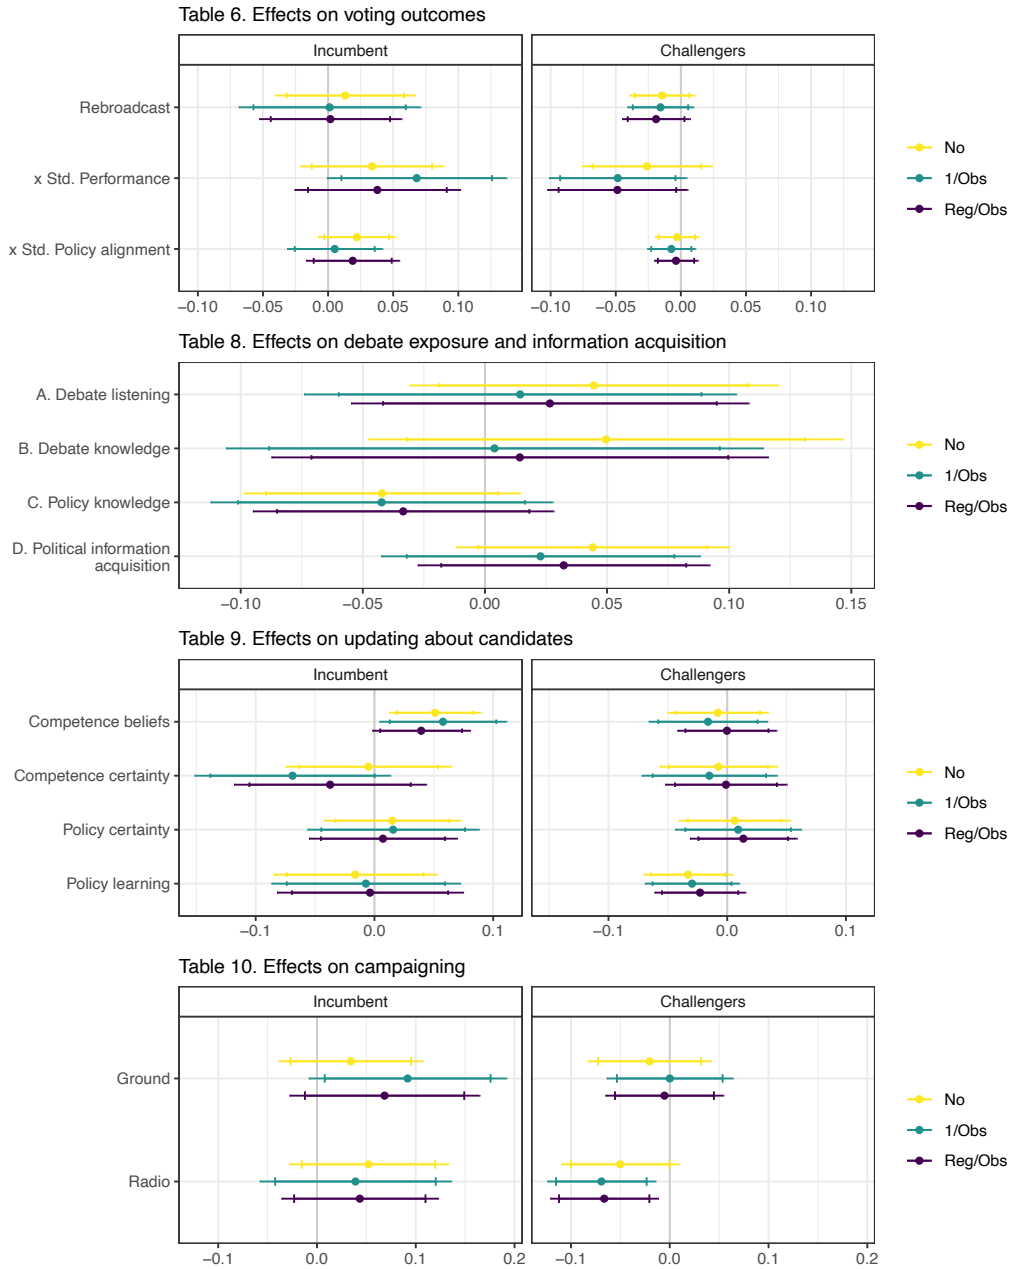 Table 6. Effects on voting outcomes
Incumbent
Challengers
Rebroadcast
x Std. Performance
x Std. Policy alignment
−0.10 −0.05 0.00 0.05 0.10
−0.10 −0.05 0.00 0.05 0.10
No
1/Obs
Reg/Obs
Table 8. Effects on debate exposure and information acquisition
A. Debate listening
B. Debate knowledge
C. Policy knowledge
D. Political information
acquisition
−0.10 −0.05 0.00 0.05 0.10 0.15
No
1/Obs
Reg/Obs
Table 9. Effects on updating about candidates
Incumbent
Challengers
Competence beliefs
Competence certainty
Policy certainty
Policy learning
−0.1 0.0 0.1
−0.1 0.0 0.1
No
1/Obs
Reg/Obs
Table 10. Effects on campaigning
Incumbent
Challengers
Ground
Radio
−0.1 0.0 0.1 0.2
−0.1 0.0 0.1 0.2
No
1/Obs
Reg/Obs